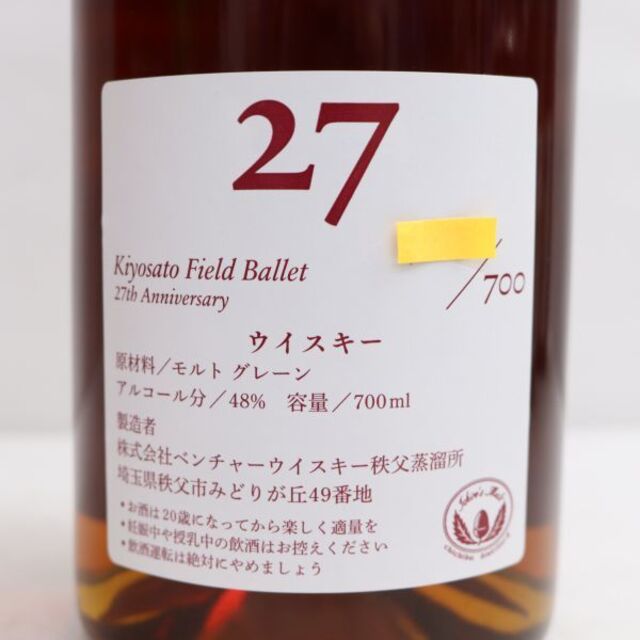 27
Kiyosato Field Ballet
27th Anniversary
/700
ウイスキー
原材料／モルト グレーン
アルコール分／48%　容量／700ml
製造者
株式会社ベンチャーウイスキー秩父蒸溜所
埼玉県秩父市みどりが丘49番地
•お酒は20歳になってから楽しく適量を
•妊娠中や授乳中の飲酒はお控えください
•飲酒運転は絶対にやめましょう
Ichiro's Malt